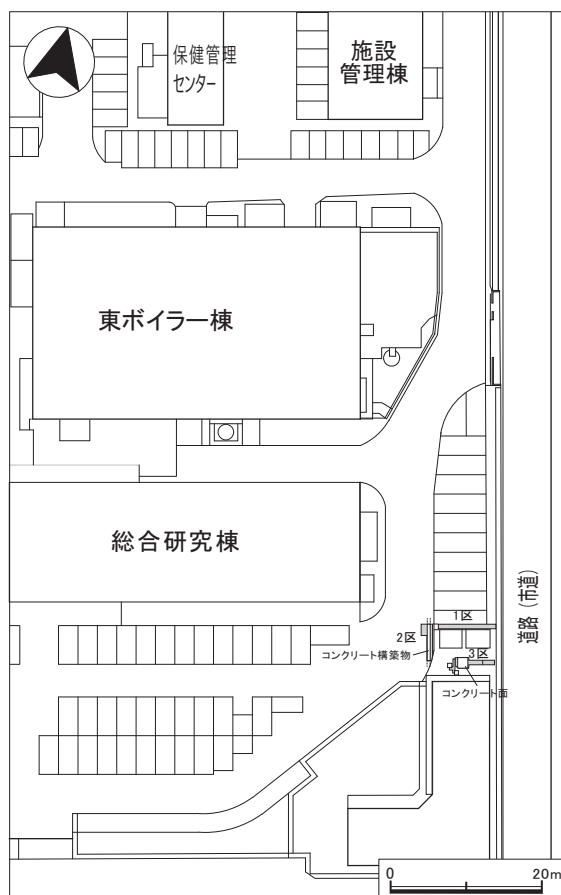 保健管理
センター
施設
管理棟
東ボイラー棟
総合研究棟
道路（市道）
1区
2区
コンクリート構築物
3区
コンクリート面
0 20m